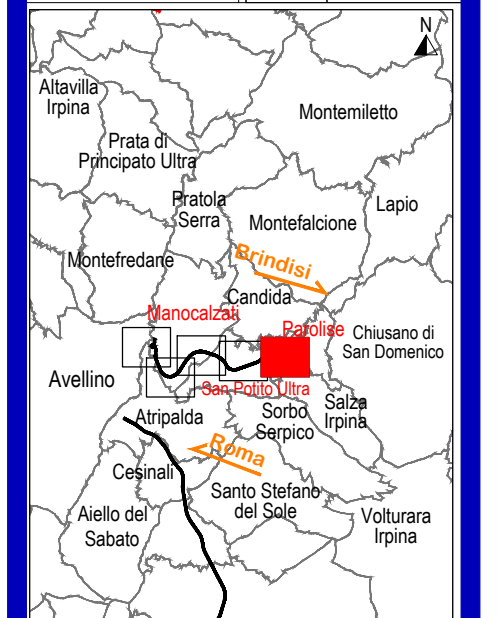 N
Altavilla
Irpina
Montemiletto
Prata di
Principato Ultra
Pratola
Serra
Lapio
Montefalcione
Montefredane
Brindisi
Candida
Manocalzati
Parolise
Chiusano di
San Domenico
Avellino
San Potito Ultra
Salza
Irpina
Atripalda
Sorbo
Serpico
Roma
Cesinali
Santo Stefano
del Sole
Aiello del
Sabato
Volturara
Irpina